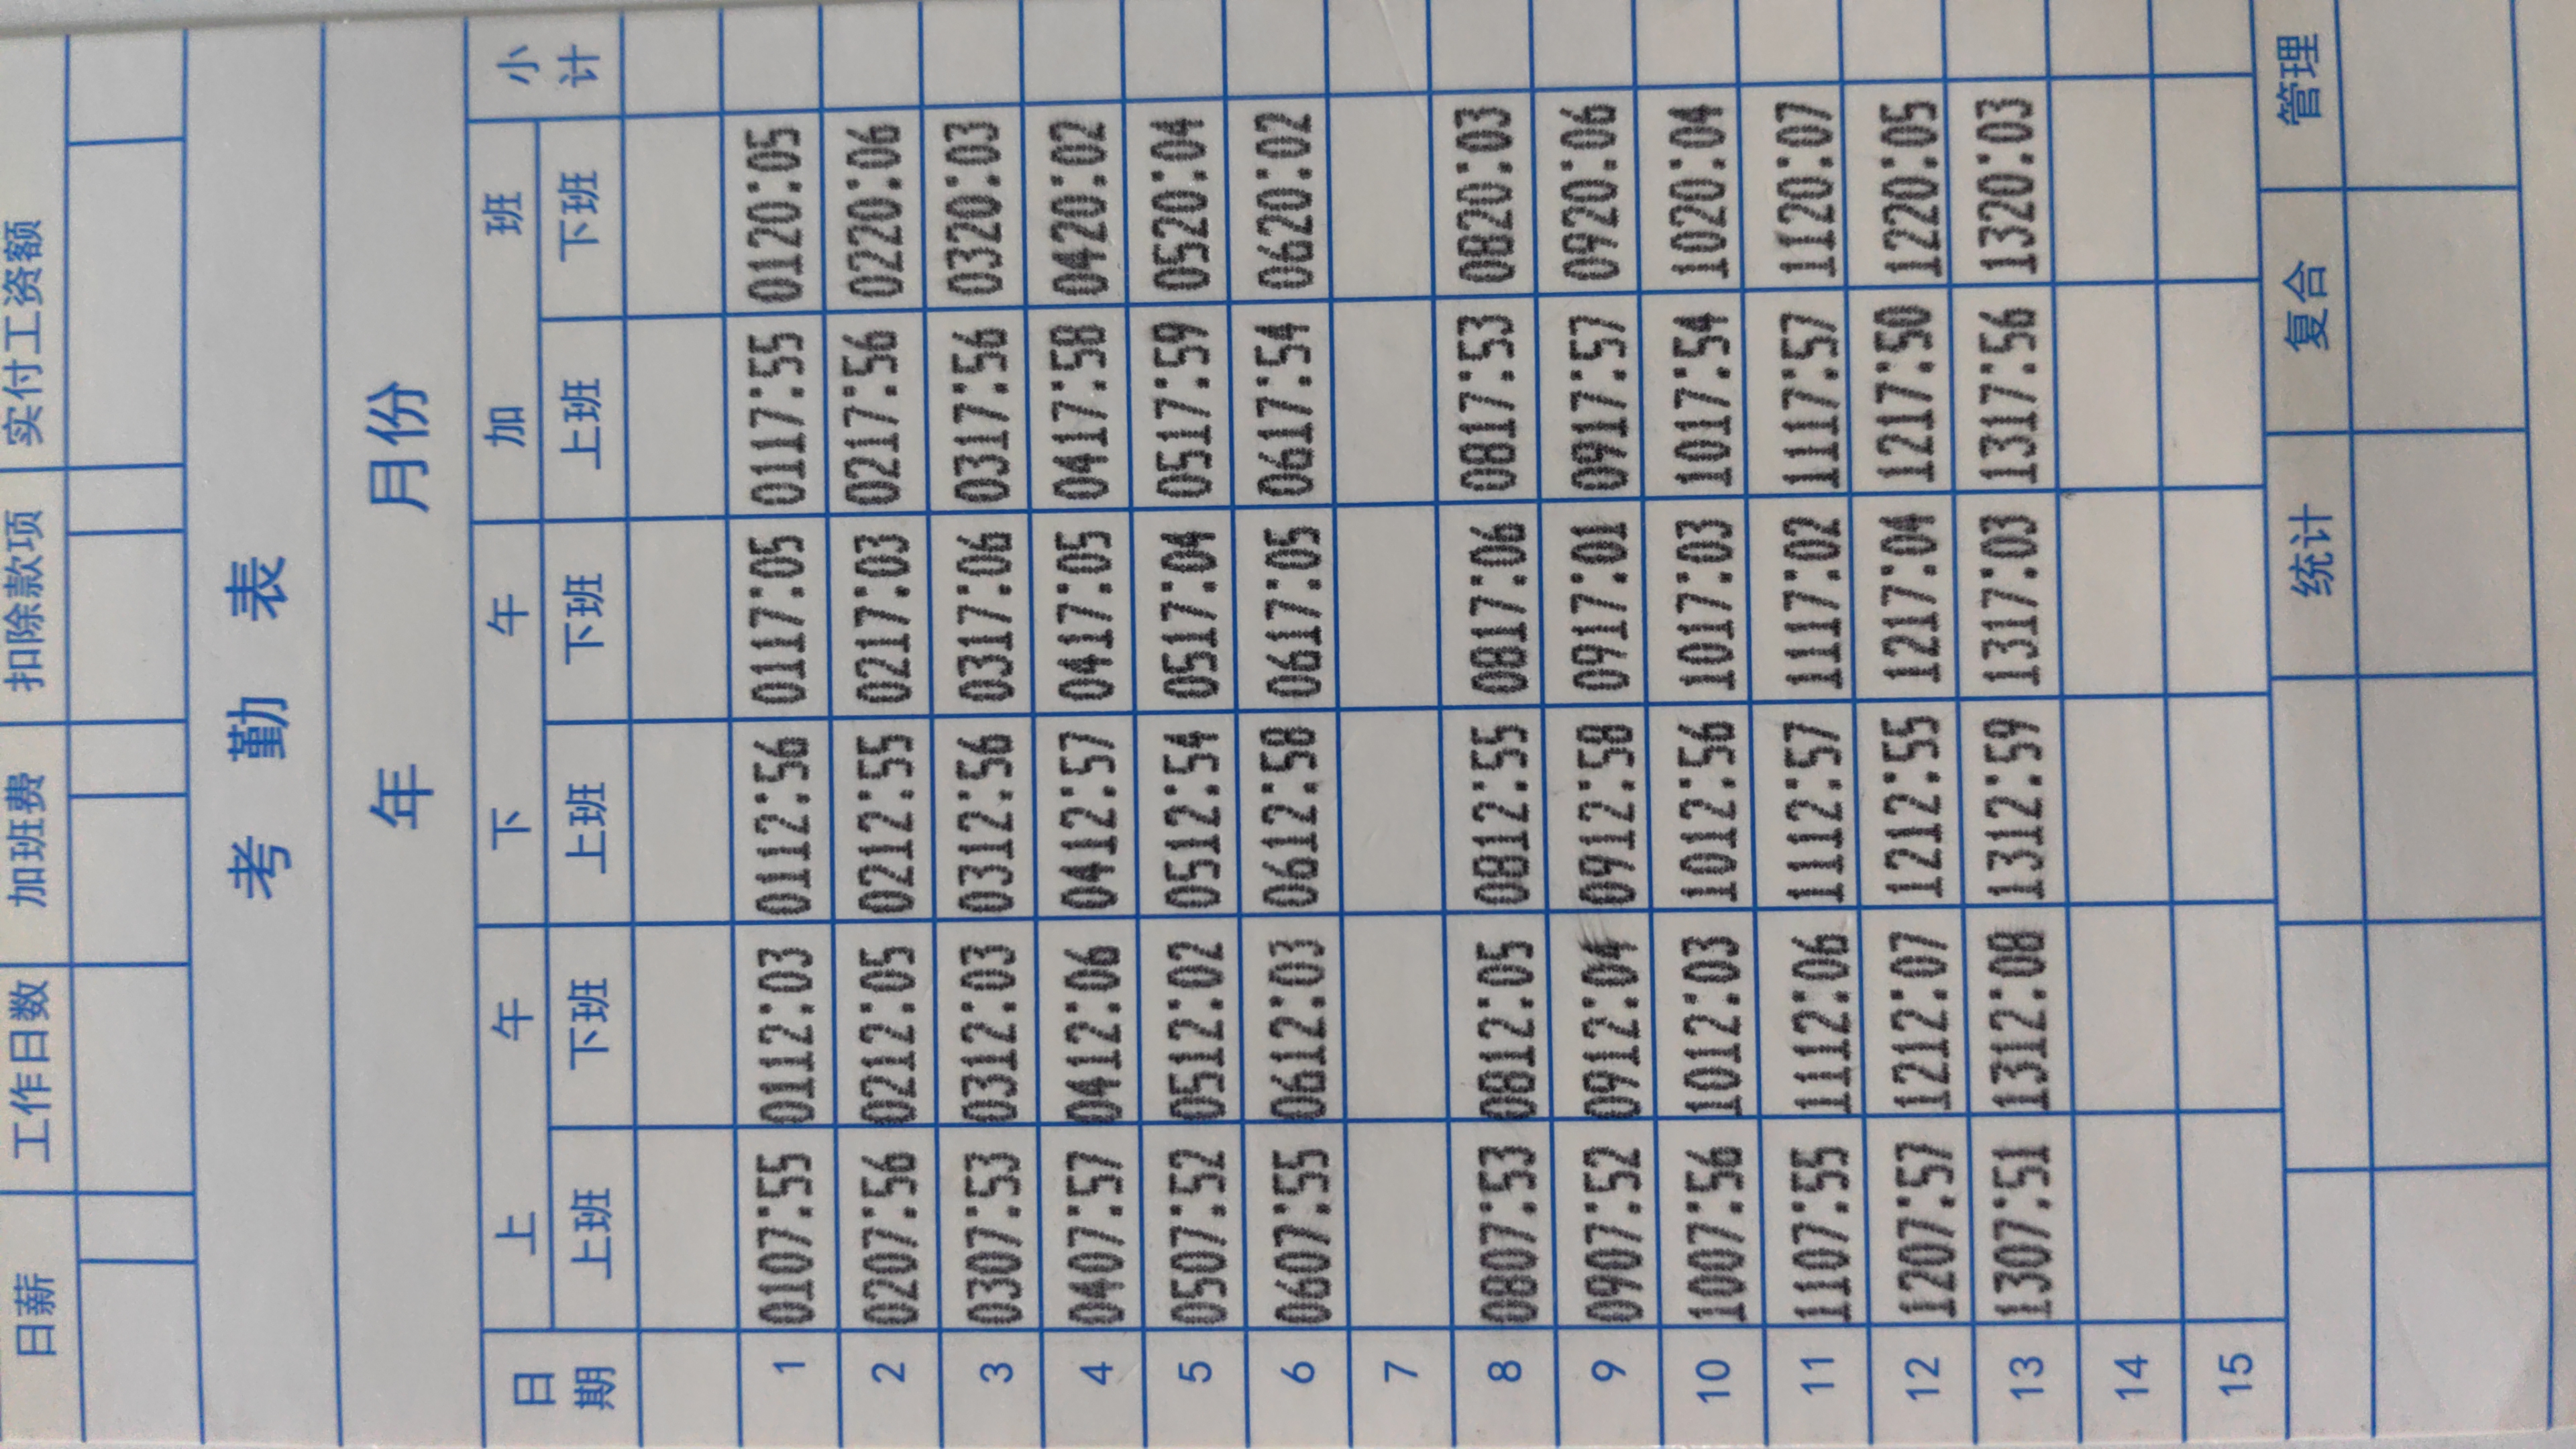 日薪 工作日数 加班费 扣除款项 实付工资额
考勤表
年 月份
日期 上午 下午 加班 小计
上班 下班 上班 下班 上班 下班
1 0107:55 0112:03 0112:56 0117:05 0117:55 0120:05
2 0207:56 0212:05 0212:55 0217:03 0217:56 0220:06
3 0307:53 0312:03 0312:56 0317:06 0317:56 0320:03
4 0407:57 0412:06 0412:57 0417:05 0417:58 0420:02
5 0507:52 0512:02 0512:54 0517:04 0517:59 0520:04
6 0607:55 0612:03 0612:58 0617:05 0617:54 0620:02
7
8 0807:53 0812:05 0812:55 0817:06 0817:53 0820:03
9 0907:52 0912:04 0912:58 0917:01 0917:57 0920:06
10 1007:56 1012:03 1012:56 1017:03 1017:54 1020:04
11 1107:55 1112:06 1112:57 1117:02 1117:57 1120:07
12 1207:57 1212:07 1212:55 1217:04 1217:50 1220:05
13 1307:51 1312:08 1312:59 1317:03 1317:56 1320:03
14
15
统计 复合 管理